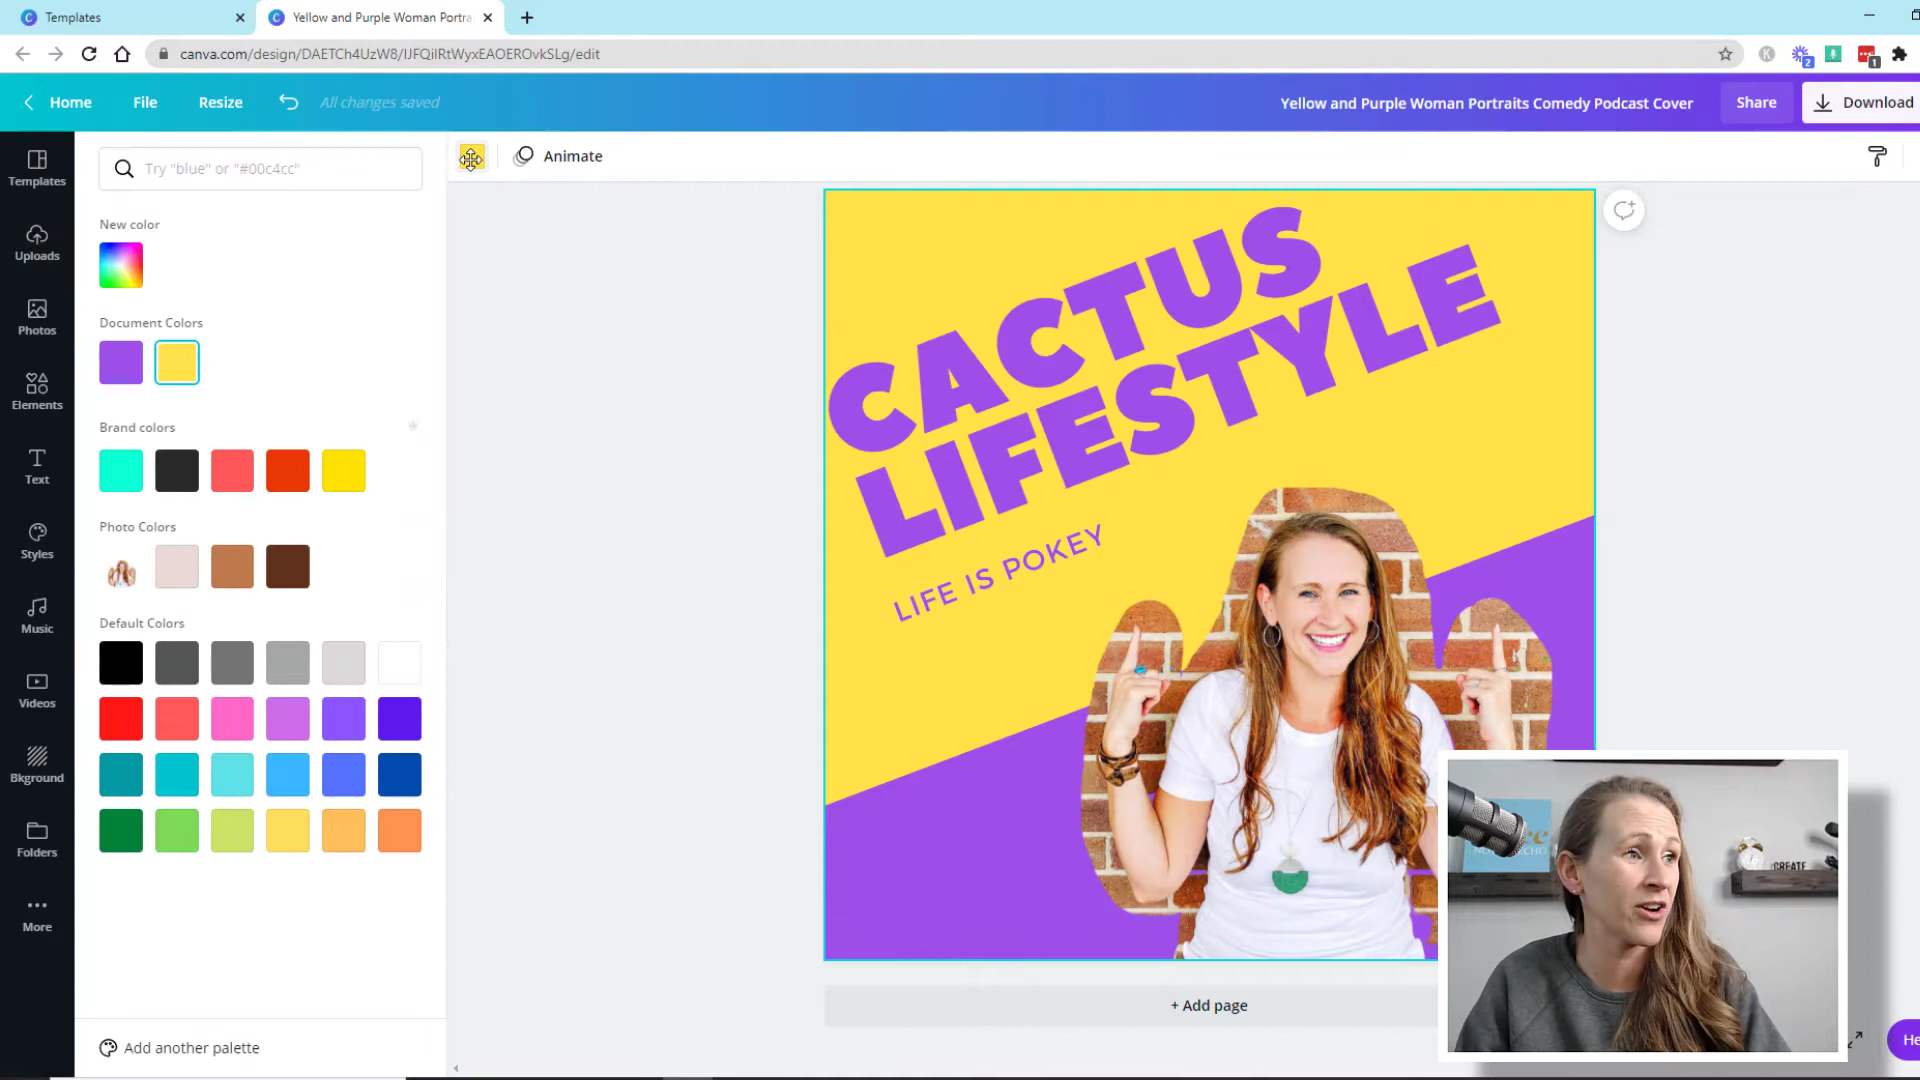 Templates
Yellow and Purple Woman Portra
canva.com/design/DAETCh4UzW8/IJFQiIRtWyxEAOEROvkSLg/edit
K
2
1
Home
File
Resize
All changes saved
Yellow and Purple Woman Portraits Comedy Podcast Cover
Share
Download
Animate
Templates
Uploads
Photos
Elements
Text
Styles
Music
Videos
Bkground
Folders
More
Try "blue" or "#00c4cc"
New color
Document Colors
Brand colors
Photo Colors
Default Colors
Add another palette
CACTUS
LIFESTYLE
LIFE IS POKEY
+ Add page
CREATE
He